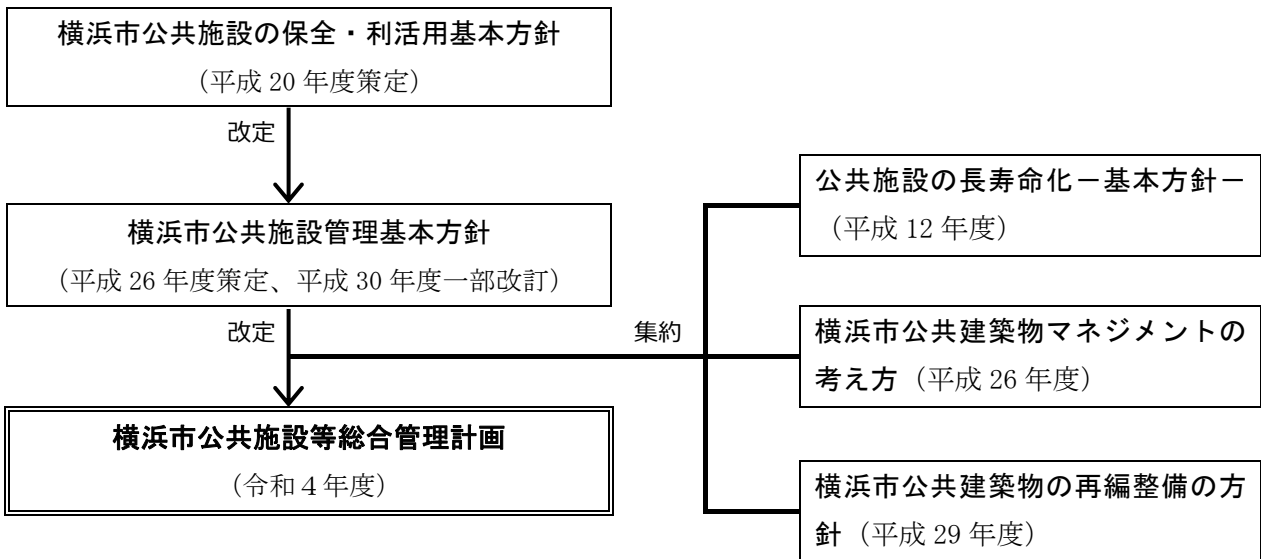 横浜市公共施設の保全・利活用基本方針
（平成 20 年度策定）
改定
横浜市公共施設管理基本方針
（平成 26 年度策定、平成 30 年度一部改訂）
改定
集約
横浜市公共施設等総合管理計画
（令和４年度）
公共施設の長寿命化－基本方針－
（平成 12 年度）
横浜市公共建築物マネジメントの
考え方（平成 26 年度）
横浜市公共建築物の再編整備の方
針（平成 29 年度）